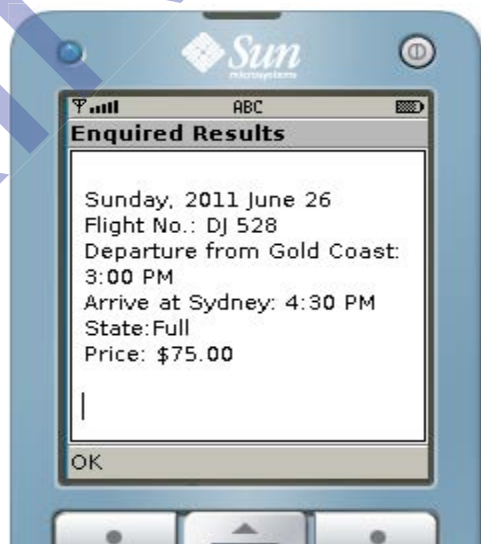 Sun
microsystems
ABC
Enquired Results
Sunday, 2011 June 26
Flight No.: DJ 528
Departure from Gold Coast:
3:00 PM
Arrive at Sydney: 4:30 PM
State:Full
Price: $75.00
OK